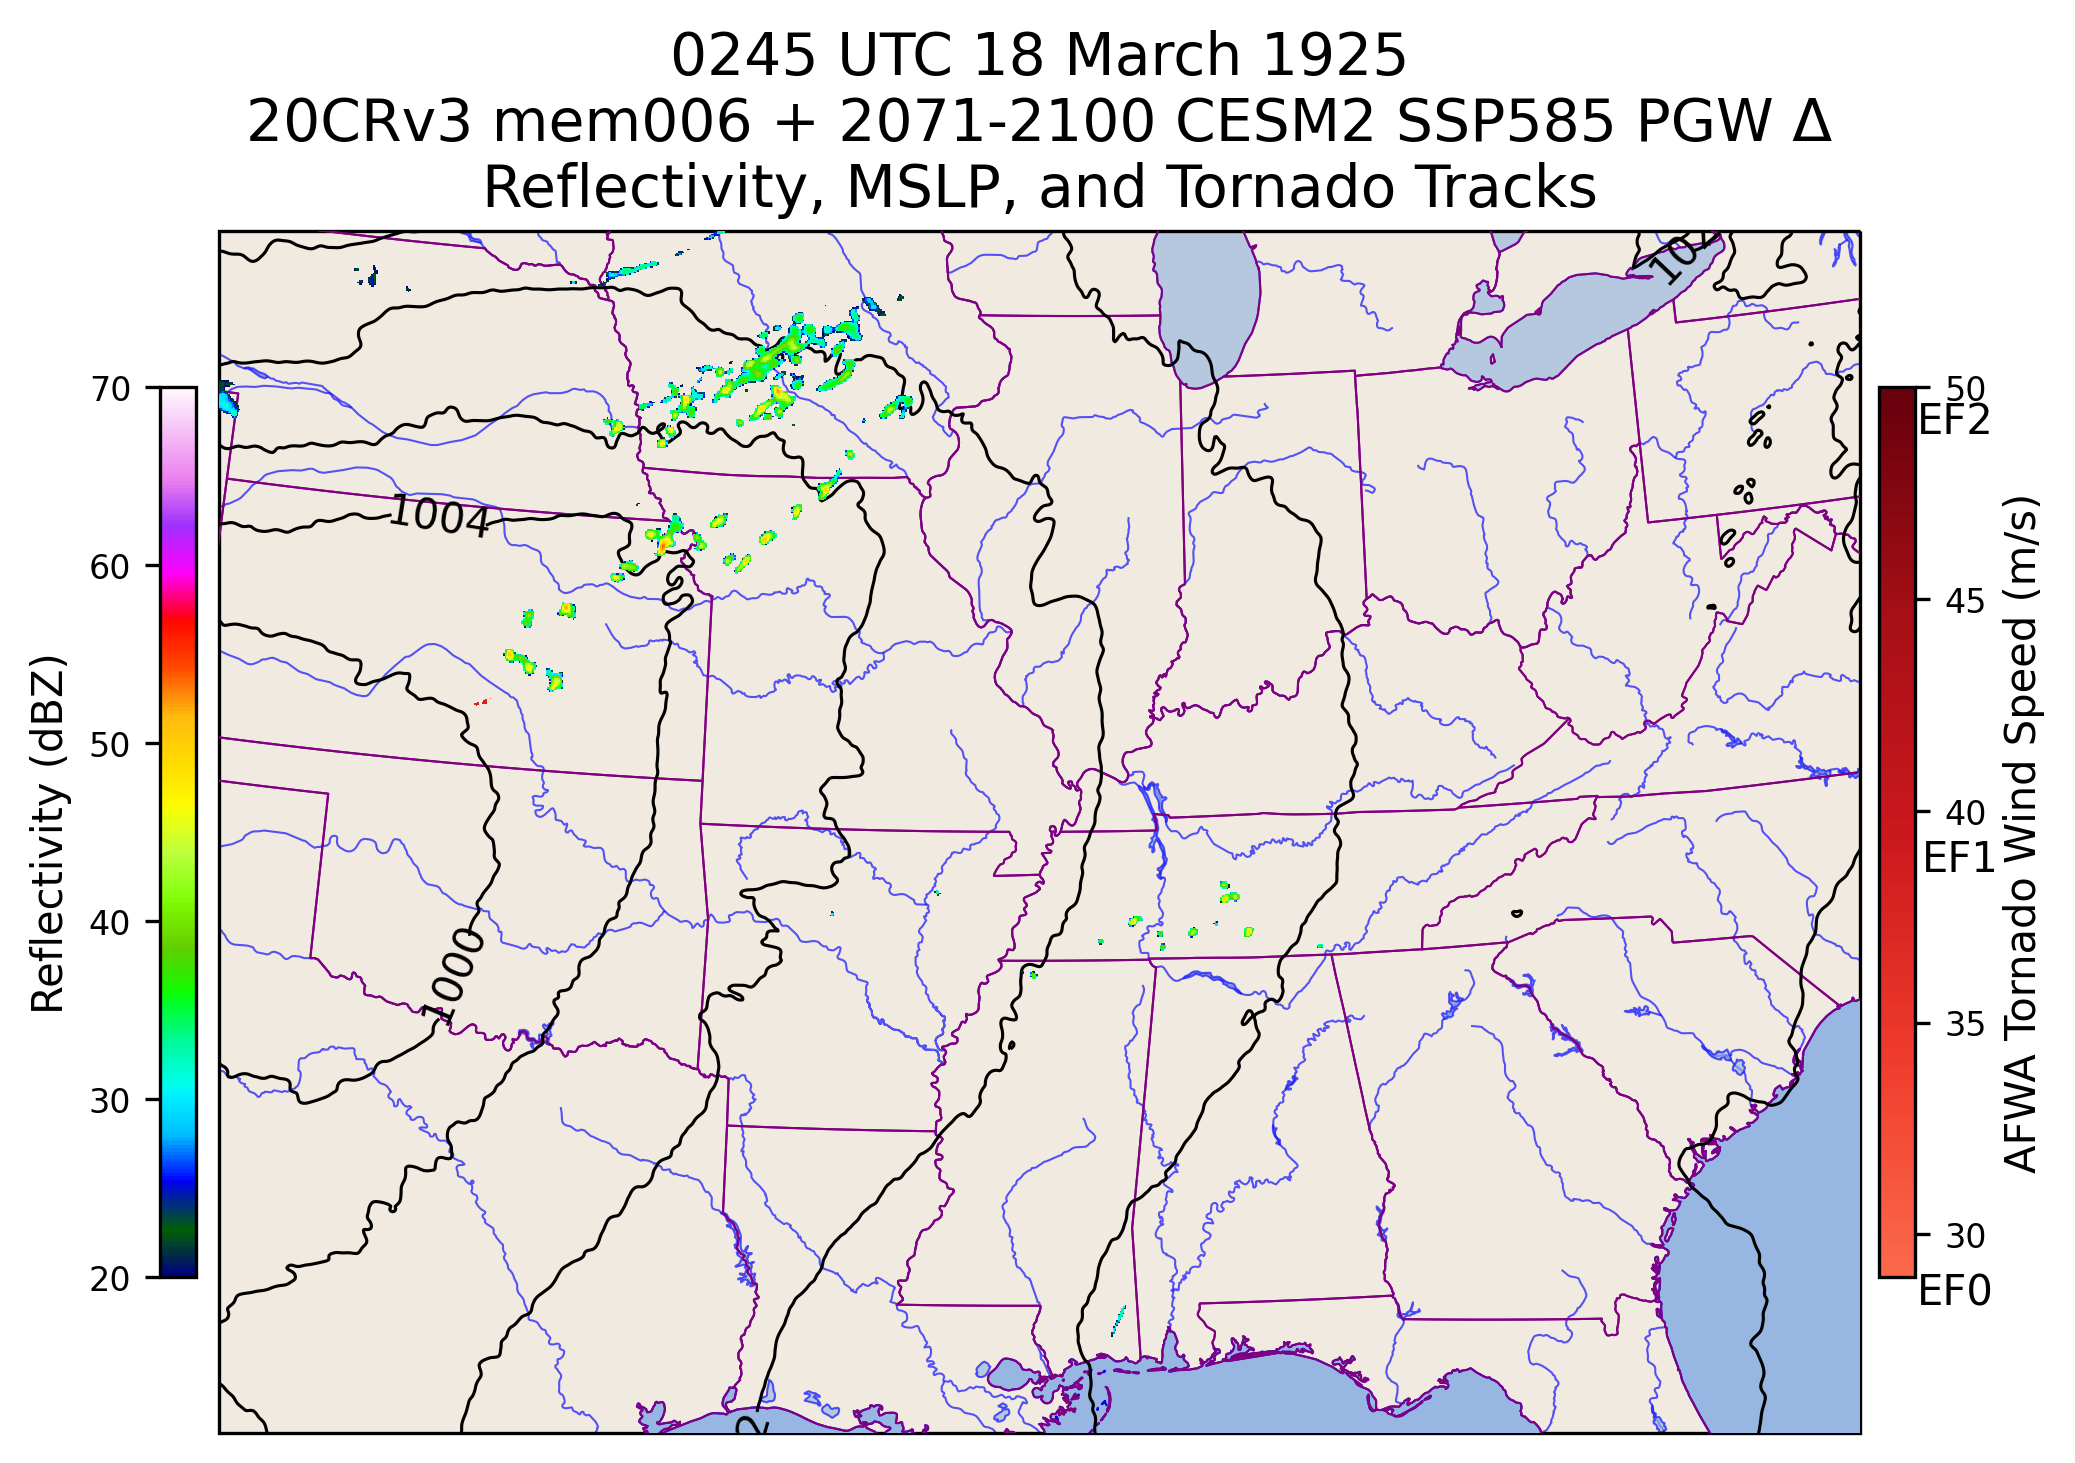 0245 UTC 18 March 1925
20CRv3 mem006 + 2071-2100 CESM2 SSP585 PGW Δ
Reflectivity, MSLP, and Tornado Tracks
Reflectivity (dBZ)
70
60
50
40
30
20
1004
1000
50
EF2
45
40
EF1
35
30
EF0
AFWA Tornado Wind Speed (m/s)